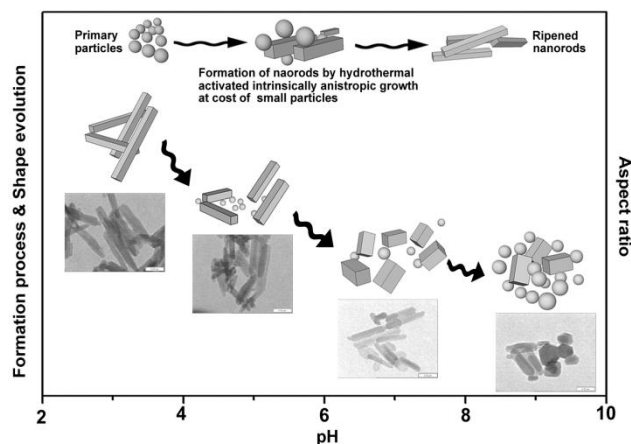 Primary
particles
Ripened
nanorods
Formation of naorods by hydrothermal
activated intrinsically anistropic growth
at cost of small particles
Formation process & Shape evolution
Aspect ratio
2
4
6
8
10
pH